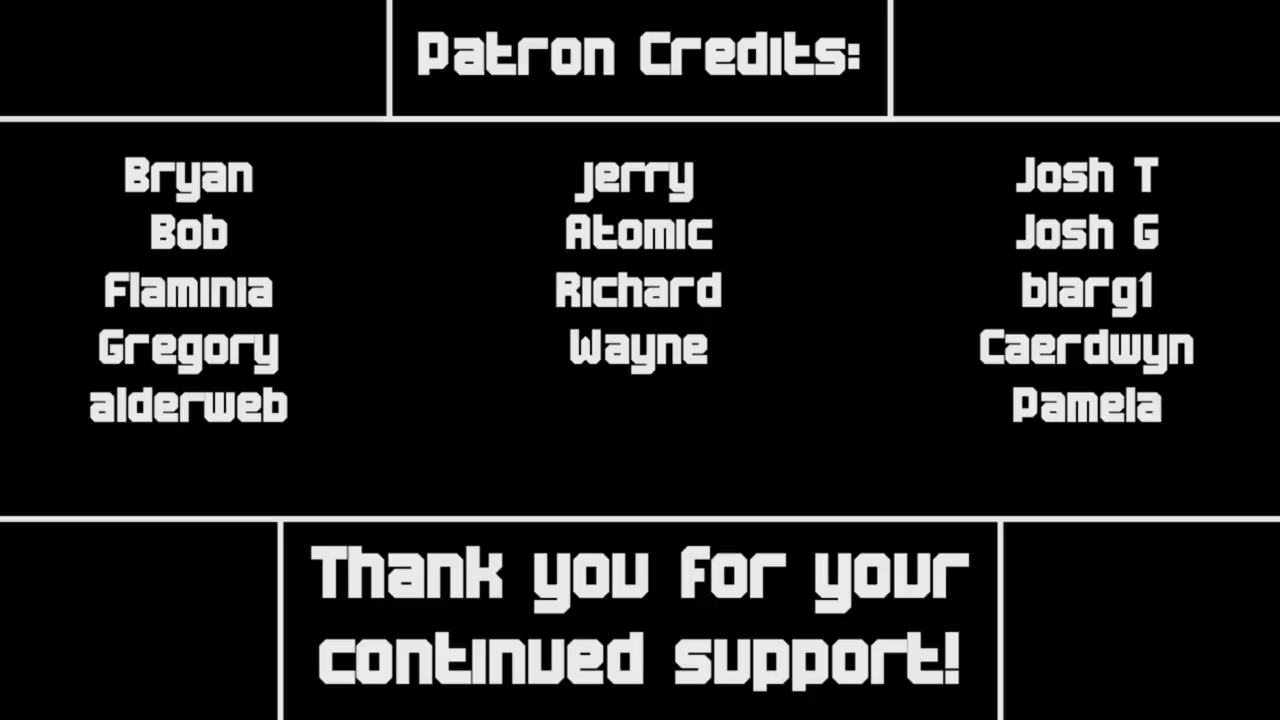 Patron Credits:
Bryan
Bob
Flaminia
Gregory
alderweb
jerry
Atomic
Richard
Wayne
Josh T
Josh G
blarg1
Caerdwyn
Pamela
Thank you for your
continued support!